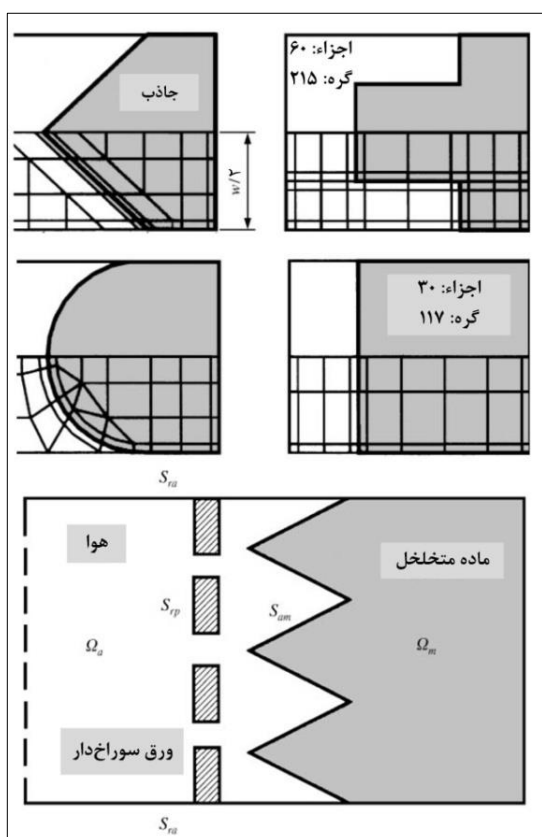 جاذب
w/۲
اجزاء: ۶۰
گره: ۲۱۵
اجزاء: ۳۰
گره: ۱۱۷
S_ra
هوا
ماده متخلخل
S_rp
S_am
Ω_a
Ω_m
ورق سوراخ‌دار
S_ra